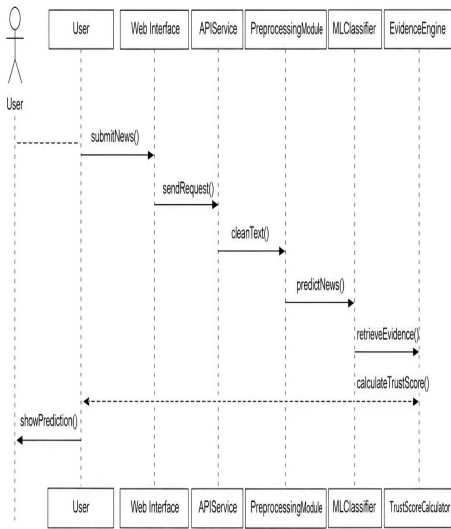 User Web Interface APIService PreprocessingModule MLClassifier EvidenceEngine
User
submitNews()
sendRequest()
cleanText()
predictNews()
retrieveEvidence()
calculateTrustScore()
showPrediction()
User Web Interface APIService PreprocessingModule MLClassifier TrustScoreCalculator